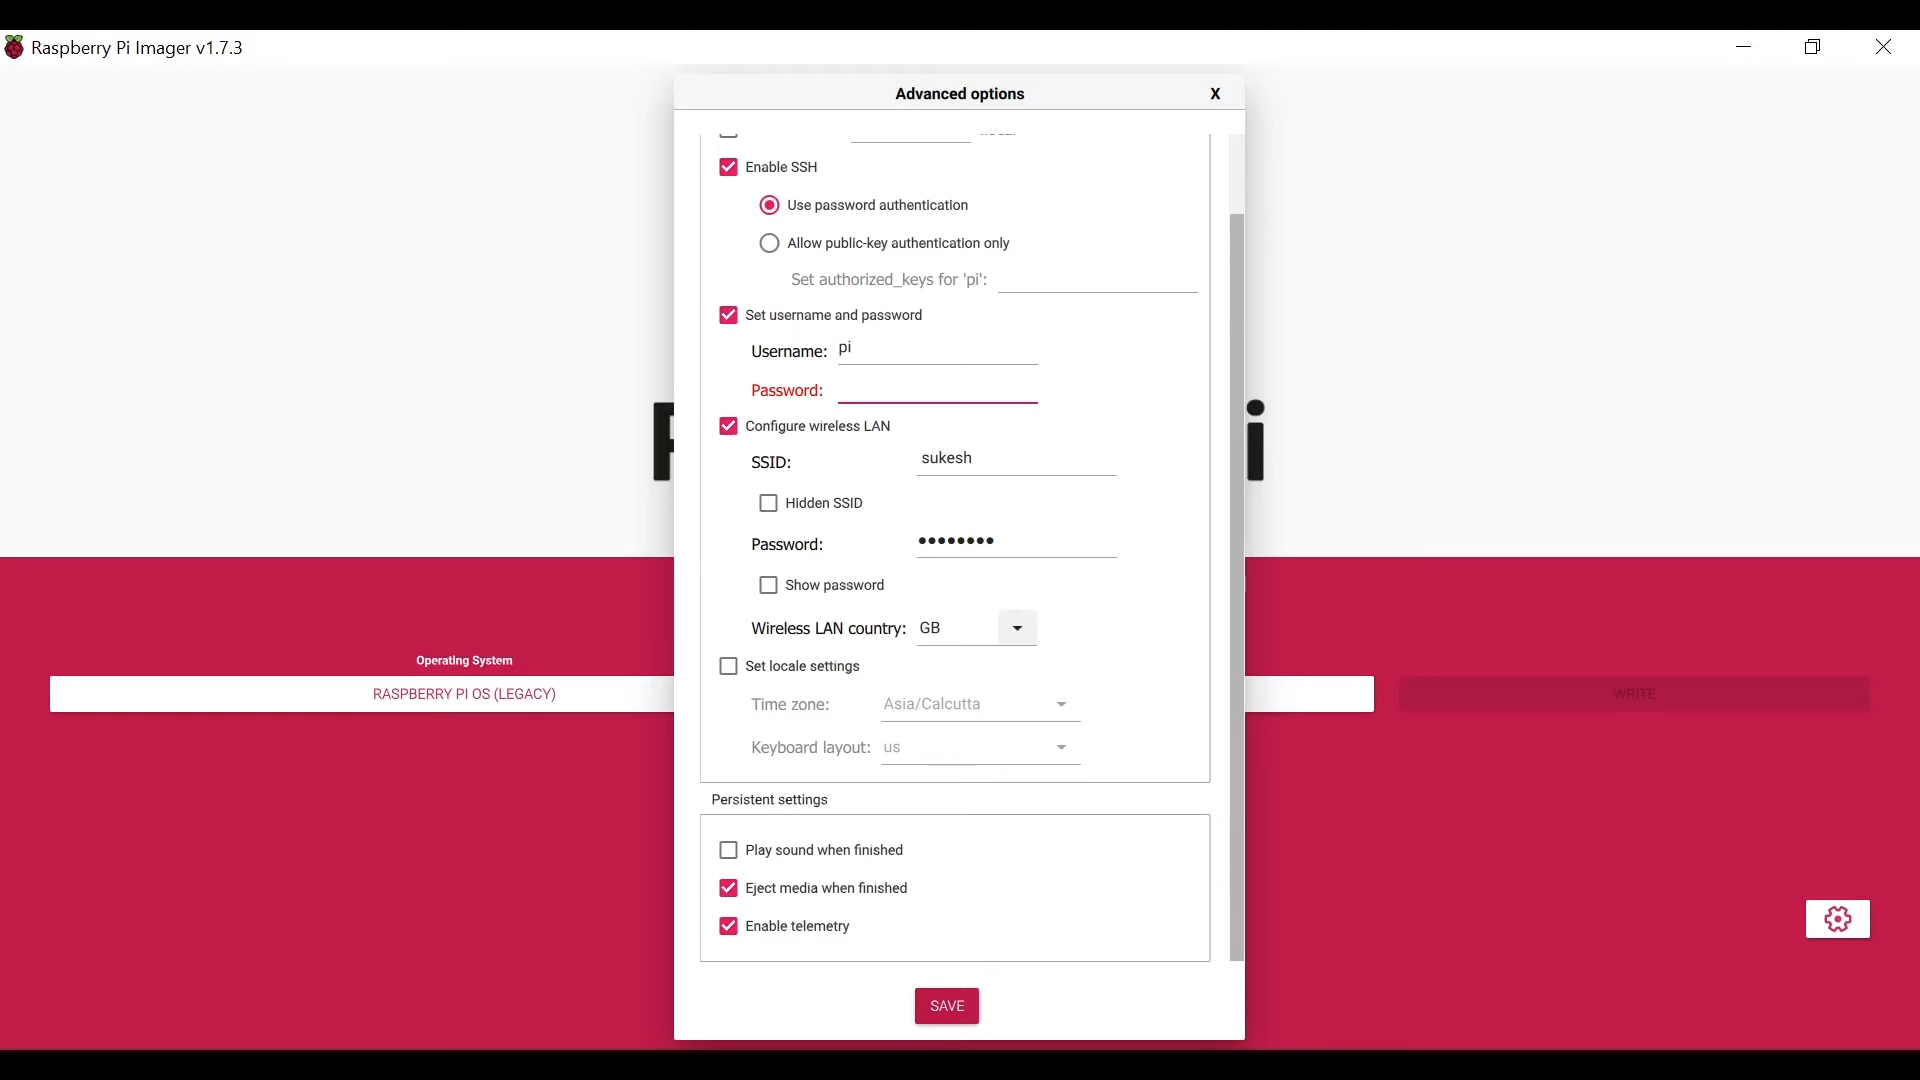 Raspberry Pi Imager v1.7.3
Advanced options
X
Enable SSH
Use password authentication
Allow public-key authentication only
Set authorized_keys for 'pi':
Set username and password
Username: pi
Password:
Configure wireless LAN
SSID: sukesh
Hidden SSID
Password: ••••••••
Show password
Wireless LAN country: GB
Set locale settings
Time zone: Asia/Calcutta
Keyboard layout: us
Persistent settings
Play sound when finished
Eject media when finished
Enable telemetry
SAVE
Operating System
RASPBERRY PI OS (LEGACY)
WRITE